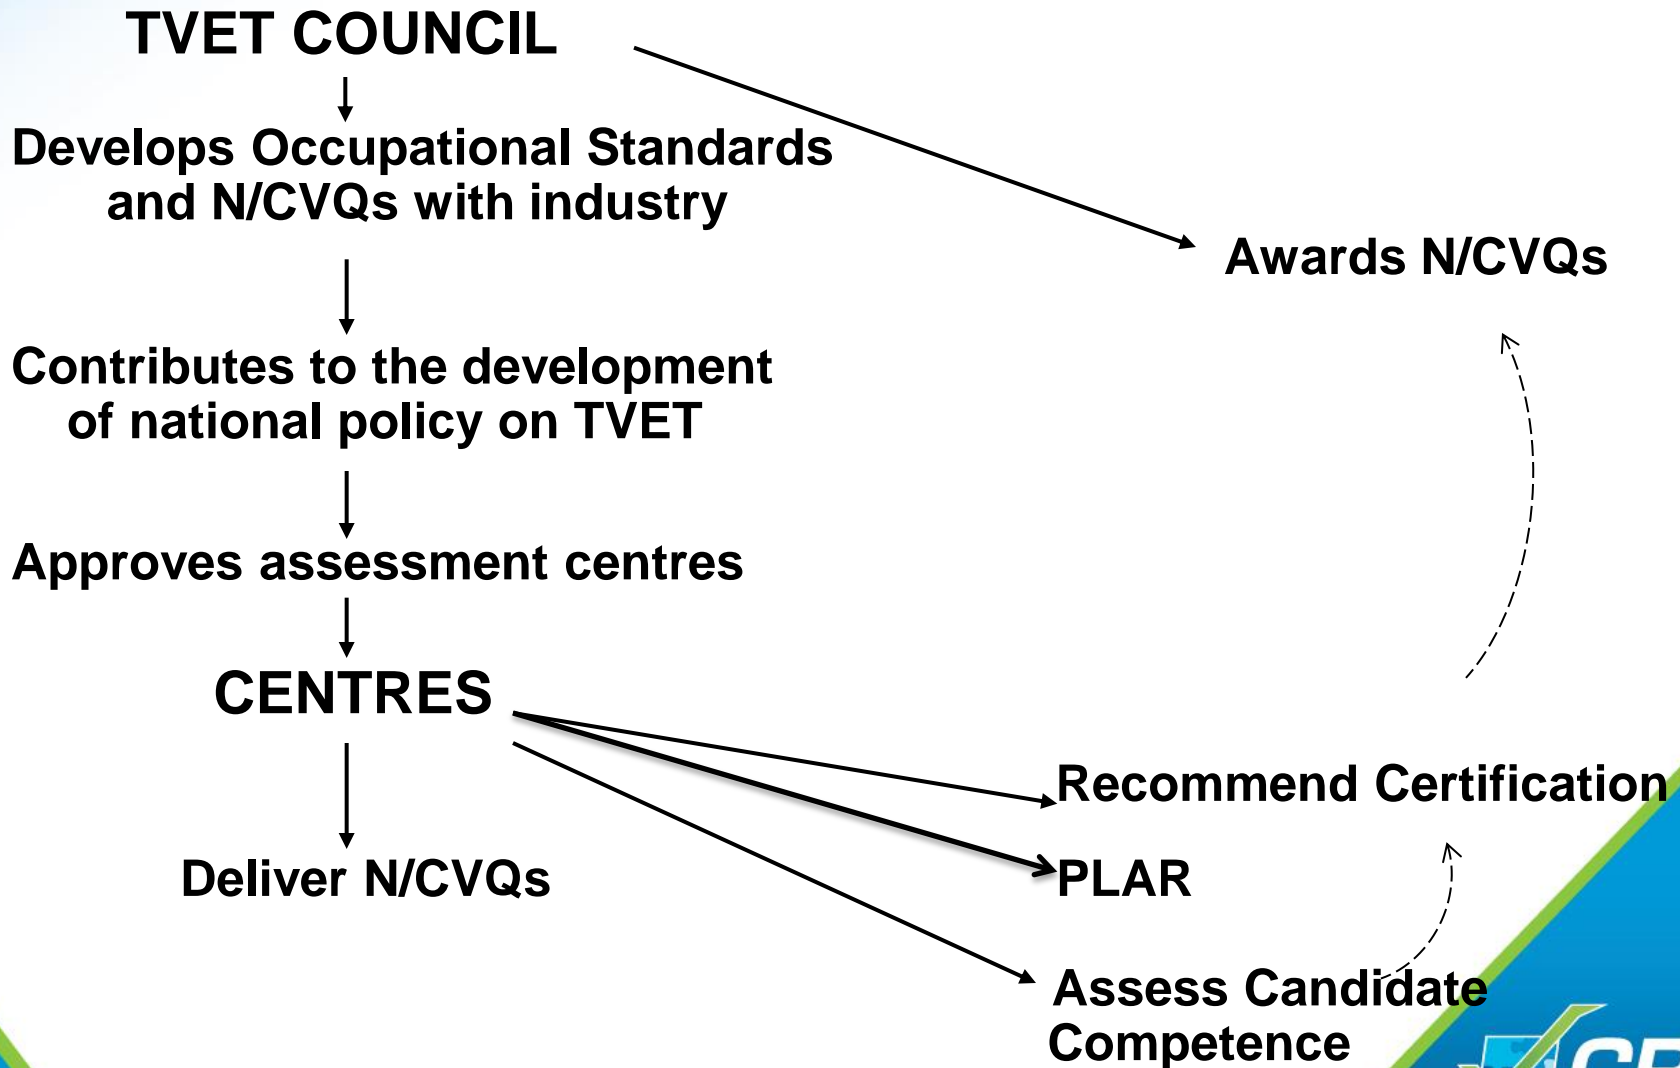 TVET COUNCIL
Develops Occupational Standards
and N/CVQs with industry
Awards N/CVQs
Contributes to the development
of national policy on TVET
Approves assessment centres
CENTRES
Recommend Certification
Deliver N/CVQs
PLAR
Assess Candidate
Competence